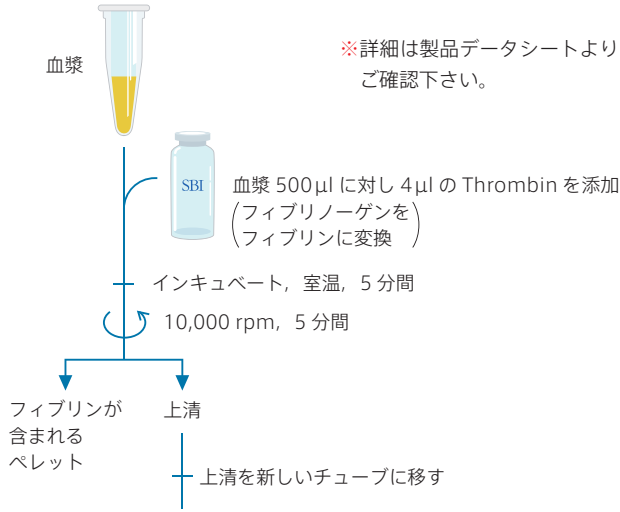 血漿
※詳細は製品データシートより
ご確認下さい。
SBI
血漿 500μl に対し 4μl の Thrombin を添加
(フィブリノーゲンを
フィブリンに変換)
インキュベート, 室温, 5 分間
10,000 rpm, 5 分間
フィブリンが
含まれる
ペレット
上清
上清を新しいチューブに移す